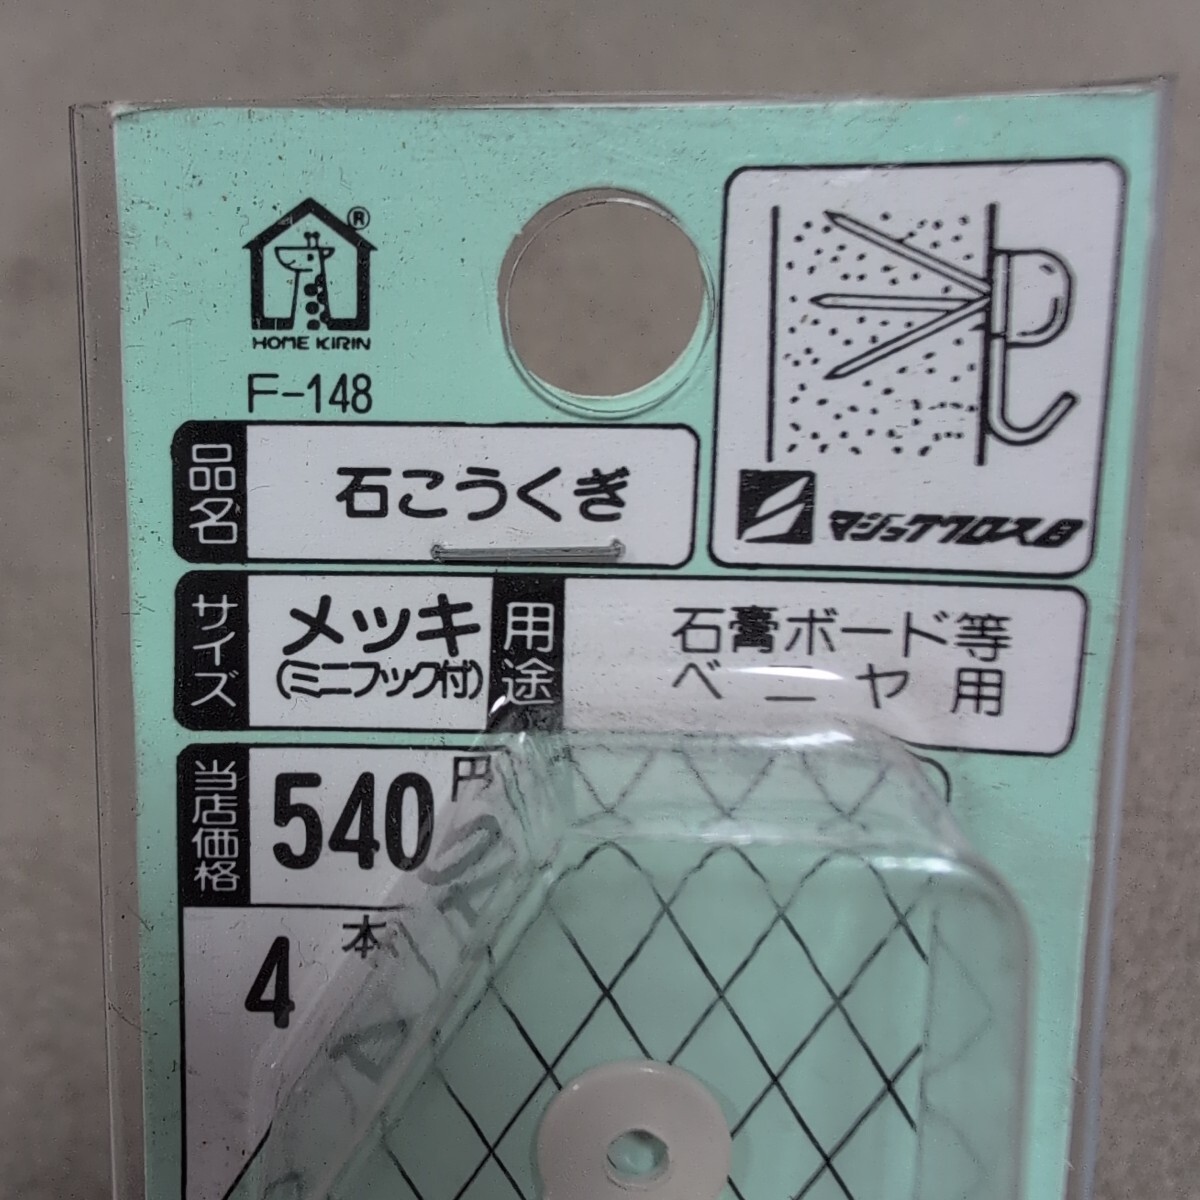 HOME KIRIN ®
F-148
マジッククロス8
品名 石こうくぎ
サイズ メッキ
(ミニフック付)
用途 石膏ボード等
ベニヤ用
当店価格 540円
4本